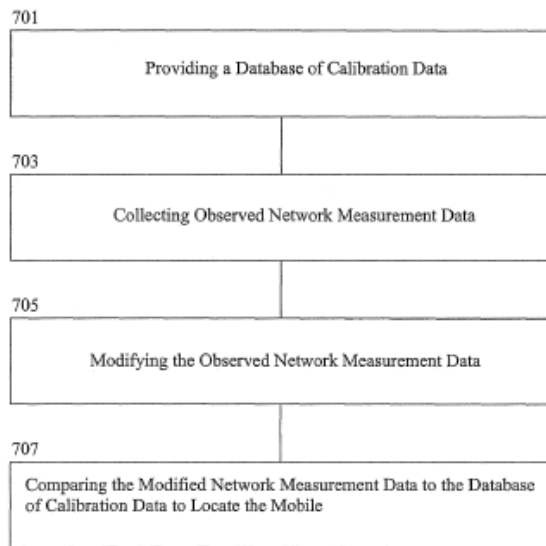 701
Providing a Database of Calibration Data
703
Collecting Observed Network Measurement Data
705
Modifying the Observed Network Measurement Data
707
Comparing the Modified Network Measurement Data to the Database
of Calibration Data to Locate the Mobile